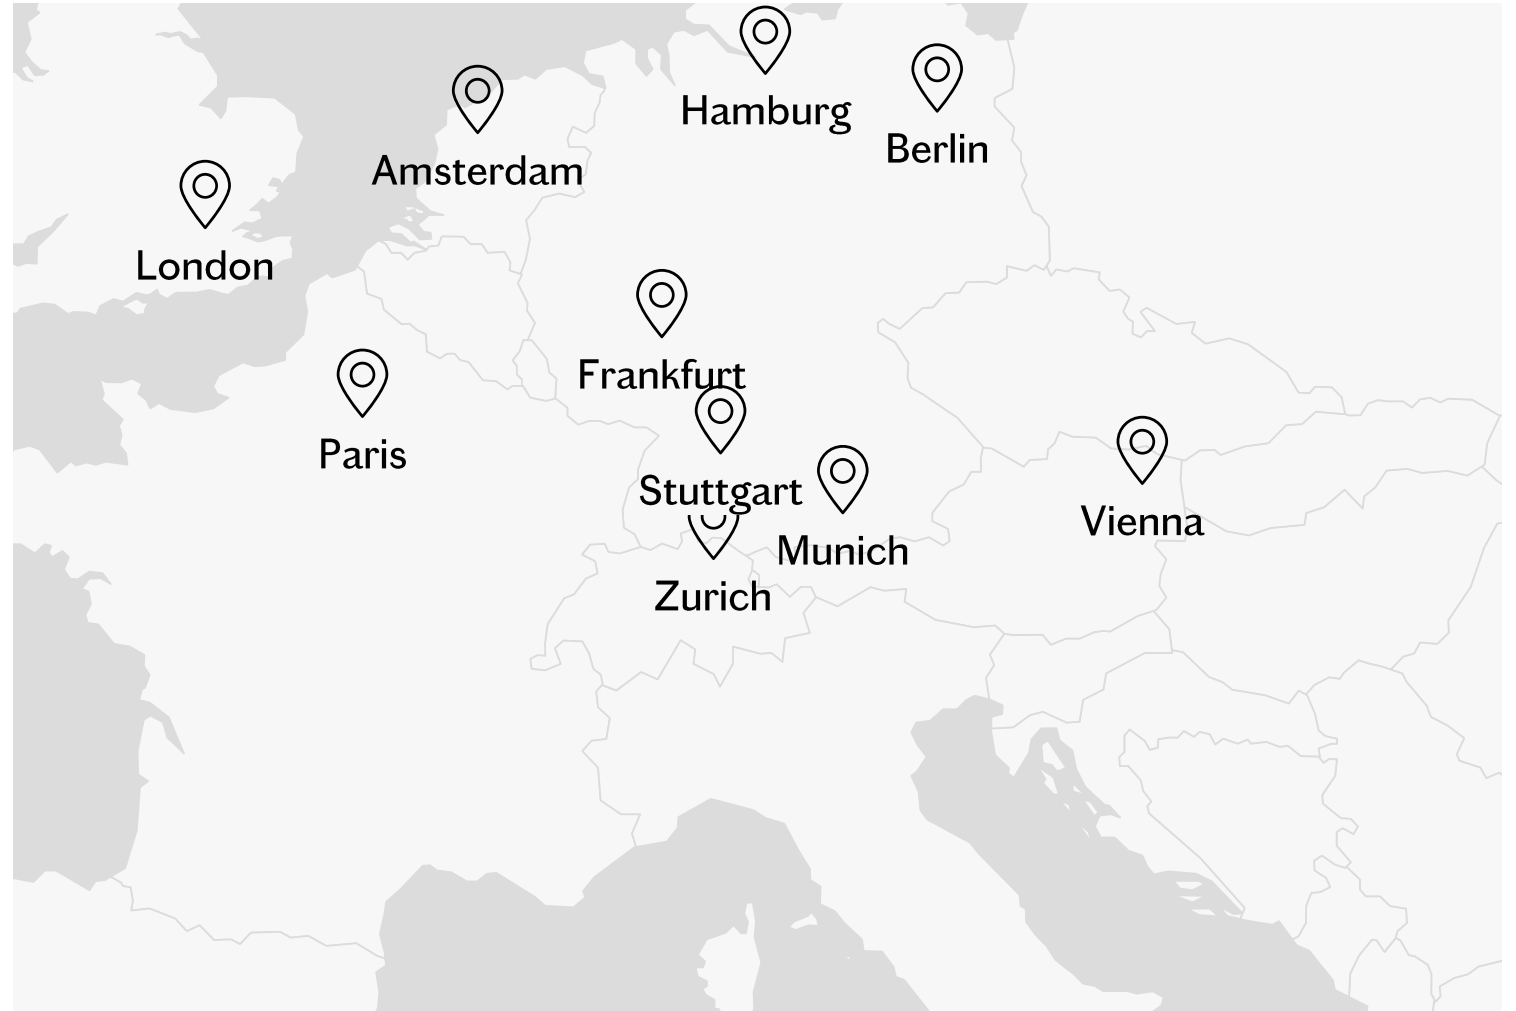 Hamburg
Berlin
Amsterdam
London
Frankfurt
Paris
Stuttgart
Vienna
Munich
Zurich